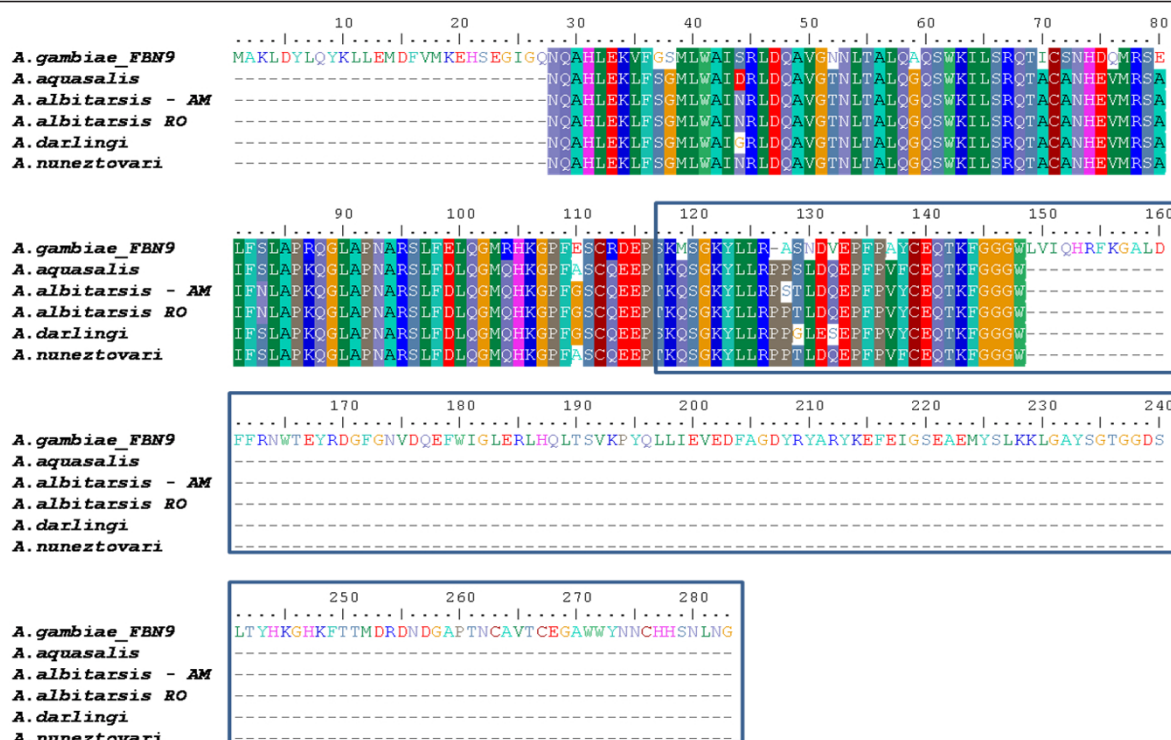 10 20 30 40 50 60 70 80
A.gambiae_FBN9 MAKLDYLQYKLLEMDFVMKEHSEGIGQNQAHLEKVFGSMLWAISRLDQAVGNNLTALQAQSWKILSRQTICSNHDQMRSE
A.aquasalis ---------------------------NQAHLEKLFSGMLWAIDRLDQAVGTNLTALQGQSWKILSRQTACANHEVMRSA
A.albitarsis - AM ---------------------------NQAHLEKLFSGMLWAINRLDQAVGTNLTALQGQSWKILSRQTACANHEVMRSA
A.albitarsis RO ---------------------------NQAHLEKLFSGMLWAINRLDQAVGTNLTALQGQSWKILSRQTACANHEVMRSA
A.darlingi ---------------------------NQAHLEKLFSGMLWAIGRLDQAVGTNLTALQGQSWKILSRQTACANHEVMRSA
A.nuneztovari ---------------------------NQAHLEKLFSGMLWAINRLDQAVGTNLTALQGQSWKILSRQTACANHEVMRSA
90 100 110 120 130 140 150 160
A.gambiae_FBN9 LFSLAPRQGLAPNARSLFELQGMRHKGPFESCRDEPSKMSGKYLLR-ASNDVEPFPAYCEQTKFGGGWLVIQHRFKGALD
A.aquasalis IFSLAPKQGLAPNARSLFDLQGMQHKGPFASCQEEPTKQSGKYLLRPPSLDQEPFPVFCEQTKFGGGW------------
A.albitarsis - AM IFNLAPKQGLAPNARSLFDLQGMQHKGPFGSCQEEPTKQSGKYLLRPSTLDQEPFPVYCEQTKFGGGW------------
A.albitarsis RO IFNLAPKQGLAPNARSLFDLQGMQHKGPFGSCQEEPTKQSGKYLLRPPTLDQEPFPVYCEQTKFGGGW------------
A.darlingi IFSLAPKQGLAPNARSLFDLQGMQHKGPFGSCQEEPTKQSGKYLLRPPGLESEPFPVYCEQTKFGGGW------------
A.nuneztovari IFSLAPKQGLAPNARSLFDLQGMQHKGPFASCQEEPTKQSGKYLLRPPTLDQEPFPVFCEQTKFGGGW------------
170 180 190 200 210 220 230 240
A.gambiae_FBN9 FFRNWTEYRDGFGNVDQEFWIGLERLHQLTSVKPYQLLIEVEDFAGDYRYARYKEFEIGSEAEMYSLKKLGAYSGTGGDS
A.aquasalis --------------------------------------------------------------------------------
A.albitarsis - AM --------------------------------------------------------------------------------
A.albitarsis RO --------------------------------------------------------------------------------
A.darlingi --------------------------------------------------------------------------------
A.nuneztovari --------------------------------------------------------------------------------
250 260 270 280
A.gambiae_FBN9 LTYHKGHKFTTMDRDNDGAPTNCAVTCEGAWWYNNCHHSNLNG
A.aquasalis -------------------------------------------
A.albitarsis - AM -------------------------------------------
A.albitarsis RO -------------------------------------------
A.darlingi -------------------------------------------
A.nuneztovari -------------------------------------------